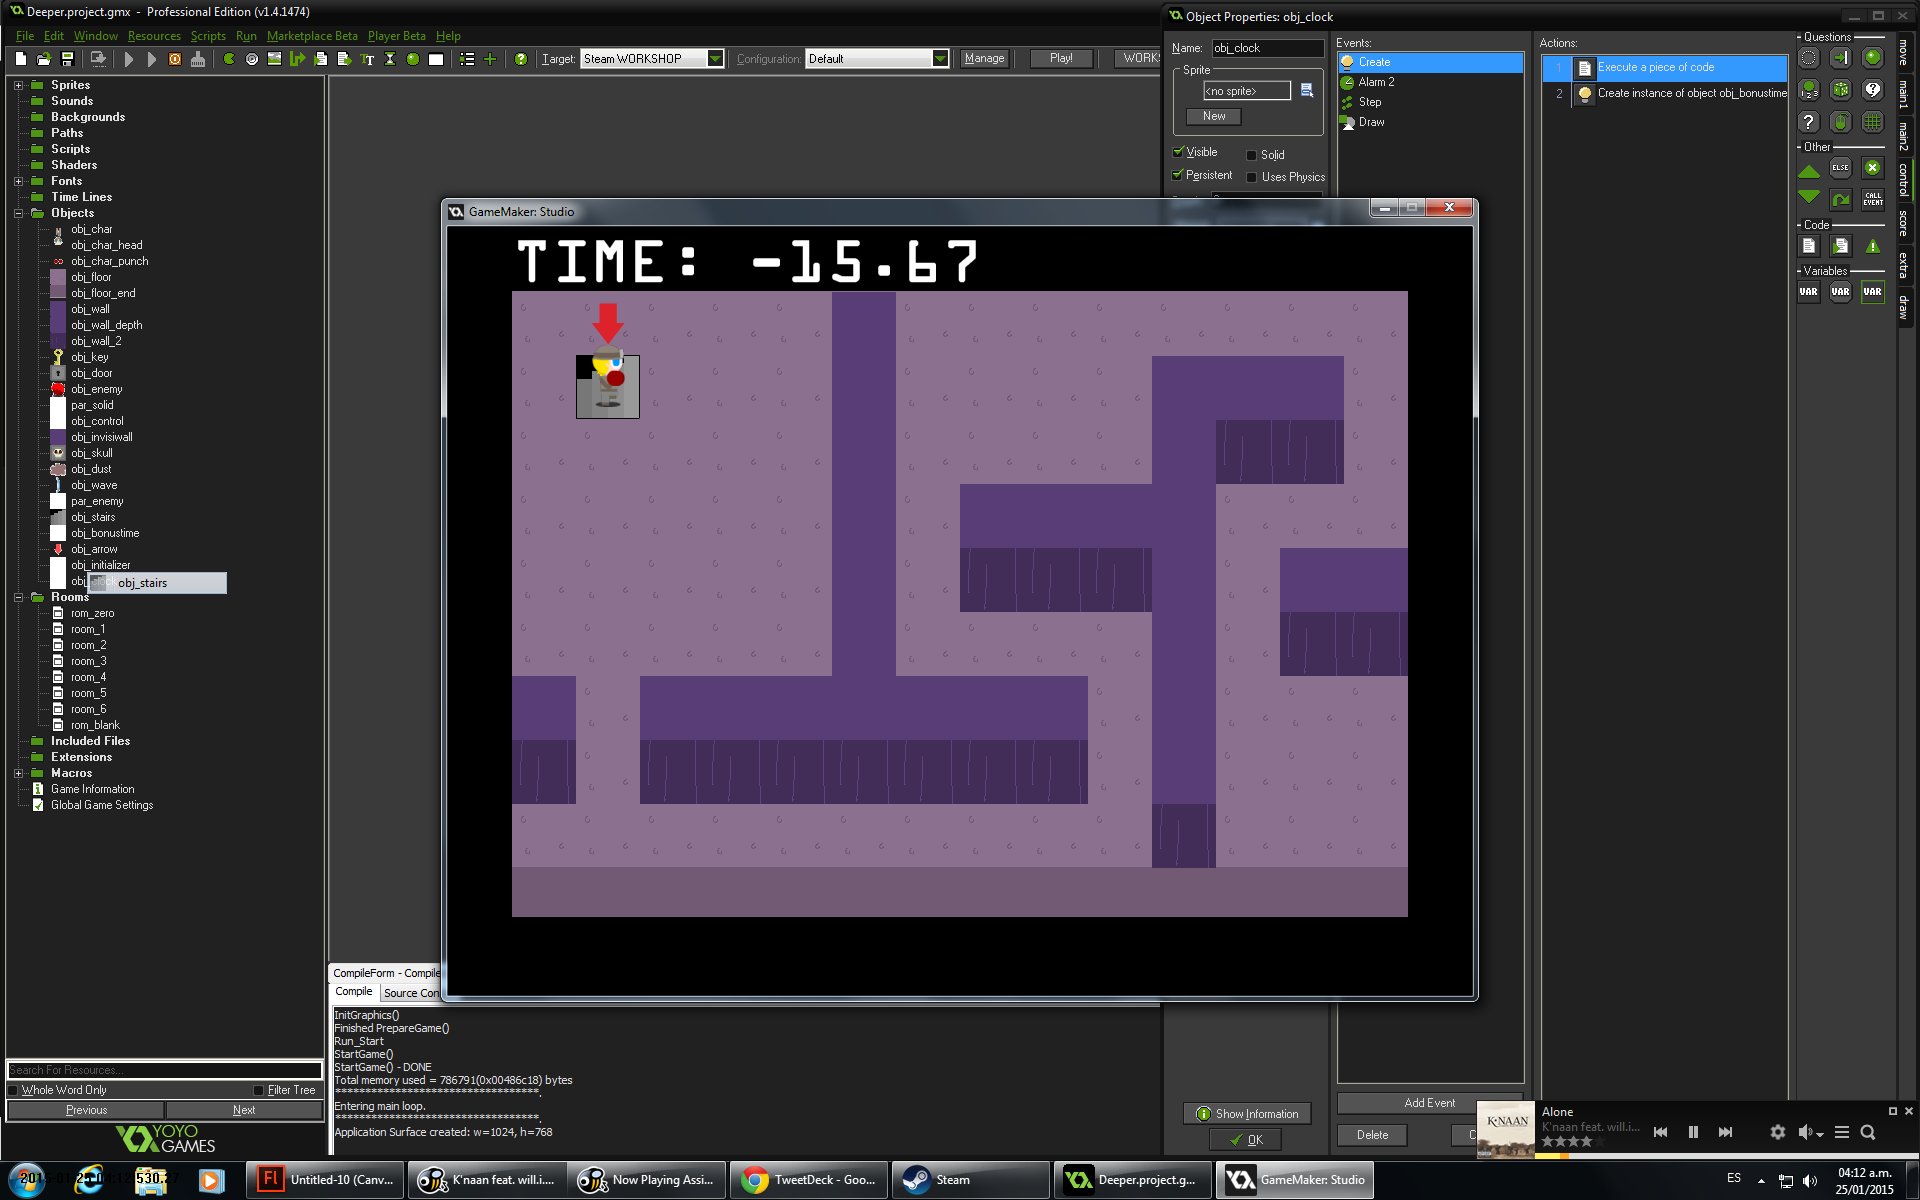 Deeper.project.gmx - Professional Edition (v1.4.1474)
File Edit Window Resources Scripts Run Marketplace Beta Player Beta Help
Target: Steam WORKSHOP Configuration: Default Manage Play! WORKS
Sprites
Sounds
Backgrounds
Paths
Scripts
Shaders
Fonts
Time Lines
Objects
obj_char
obj_char_head
obj_char_punch
obj_floor
obj_floor_end
obj_wall
obj_wall_depth
obj_wall_2
obj_key
obj_door
obj_enemy
par_solid
obj_control
obj_invisiwall
obj_skull
obj_dust
obj_wave
par_enemy
obj_stairs
obj_bonustime
obj_arrow
obj_initializer
obj_stairs
Rooms
rom_zero
room_1
room_2
room_3
room_4
room_5
room_6
rom_blank
Included Files
Extensions
Macros
Game Information
Global Game Settings
Search For Resources...
Whole Word Only Filter Tree
Previous Next
YOYO
GAMES
Object Properties: obj_clock
Name: obj_clock
Sprite
<no sprite>
New
Visible Solid
Persistent Uses Physics
Events:
Create
Alarm 2
Step
Draw
Actions:
1 Execute a piece of code
2 Create instance of object obj_bonustime
Questions
Other
ELSE
CALL EVENT
Code
Variables
VAR VAR VAR
move
main1
main2
control
score
extra
draw
GameMaker: Studio
TIME: -15.67
CompileForm - Compile
Compile Source Con
InitGraphics()
Finished PrepareGame()
Run_Start
StartGame()
StartGame() - DONE
Total memory used = 786791(0x00486c18) bytes
***********************************.
Entering main loop.
***********************************.
Application Surface created: w=1024, h=768
Show Information
OK
Add Event
Delete
K'NAAN
Alone
K'naan feat. will.i....
Untitled-10 (Canv...
K'naan feat. will.i....
Now Playing Assi...
TweetDeck - Goo...
Steam
Deeper.project.g...
GameMaker: Studio
ES
04:12 a.m.
25/01/2015